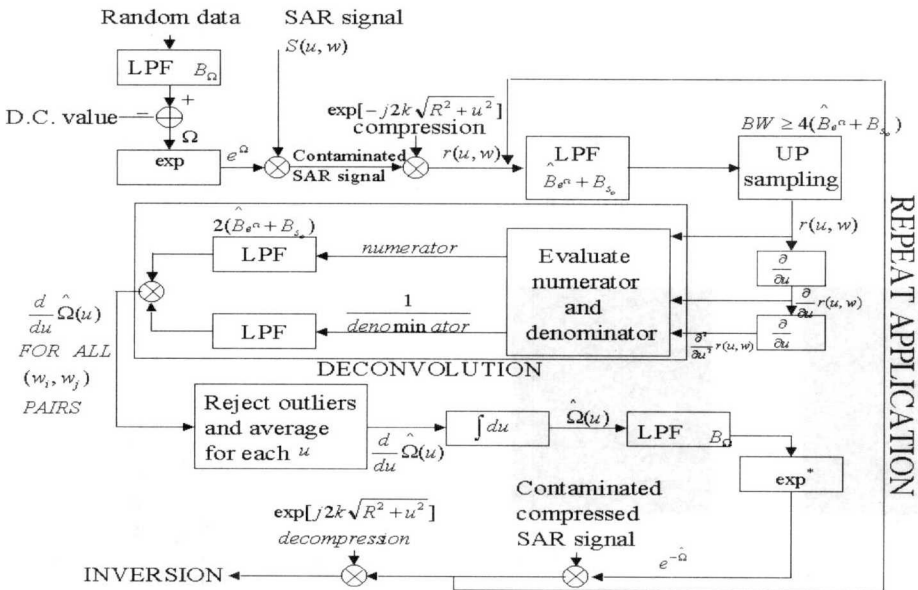 Random data
SAR signal
S(u, w)
LPF B_Ω
+
−
D.C. value
Ω
exp
e^Ω
exp[−j2k√(R² + u²)]
compression
Contaminated
SAR signal
r(u, w)
LPF
B̂_{e^Ω} + B_{s_o}
BW ≥ 4(B̂_{e^Ω} + B_{s_o})
UP
sampling
r(u, w)
∂/∂u
∂/∂u r(u, w)
∂/∂u
∂²/∂u² r(u, w)
2(B̂_{e^Ω} + B_{s_o})
LPF
numerator
Evaluate
numerator
and
denominator
LPF
1
denominator
DECONVOLUTION
d/du Ω̂(u)
FOR ALL
(w_i, w_j)
PAIRS
Reject outliers
and average
for each u
d/du Ω̂(u)
∫du
Ω̂(u)
LPF B_Ω
exp*
e^{−Ω̂}
Contaminated
compressed
SAR signal
exp[j2k√(R² + u²)]
decompression
INVERSION
REPEAT APPLICATION